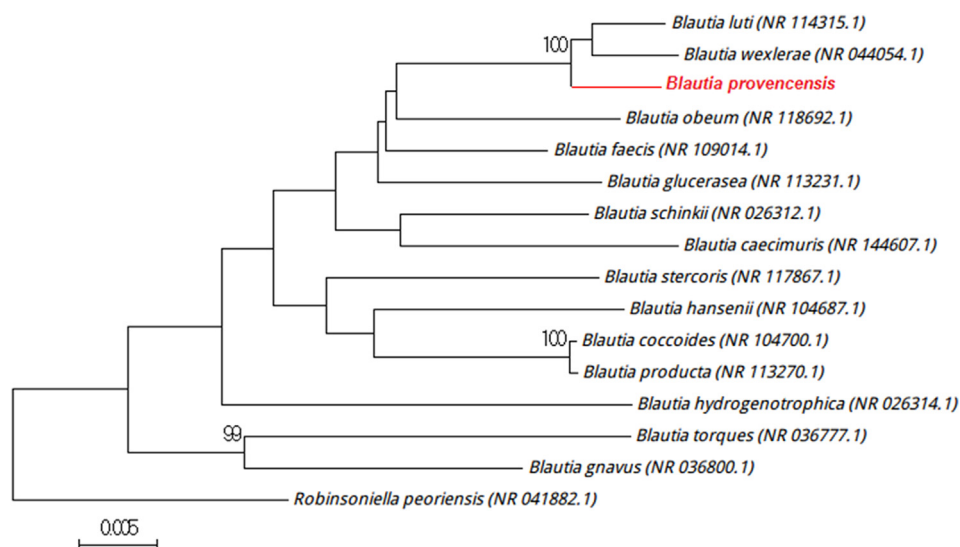 Blautia luti (NR 114315.1)
100
Blautia wexlerae (NR 044054.1)
Blautia provencensis
Blautia obeum (NR 118692.1)
Blautia faecis (NR 109014.1)
Blautia glucerasea (NR 113231.1)
Blautia schinkii (NR 026312.1)
Blautia caecimuris (NR 144607.1)
Blautia stercoris (NR 117867.1)
Blautia hansenii (NR 104687.1)
100
Blautia coccoides (NR 104700.1)
Blautia producta (NR 113270.1)
Blautia hydrogenotrophica (NR 026314.1)
99
Blautia torques (NR 036777.1)
Blautia gnavus (NR 036800.1)
Robinsoniella peoriensis (NR 041882.1)
0.005